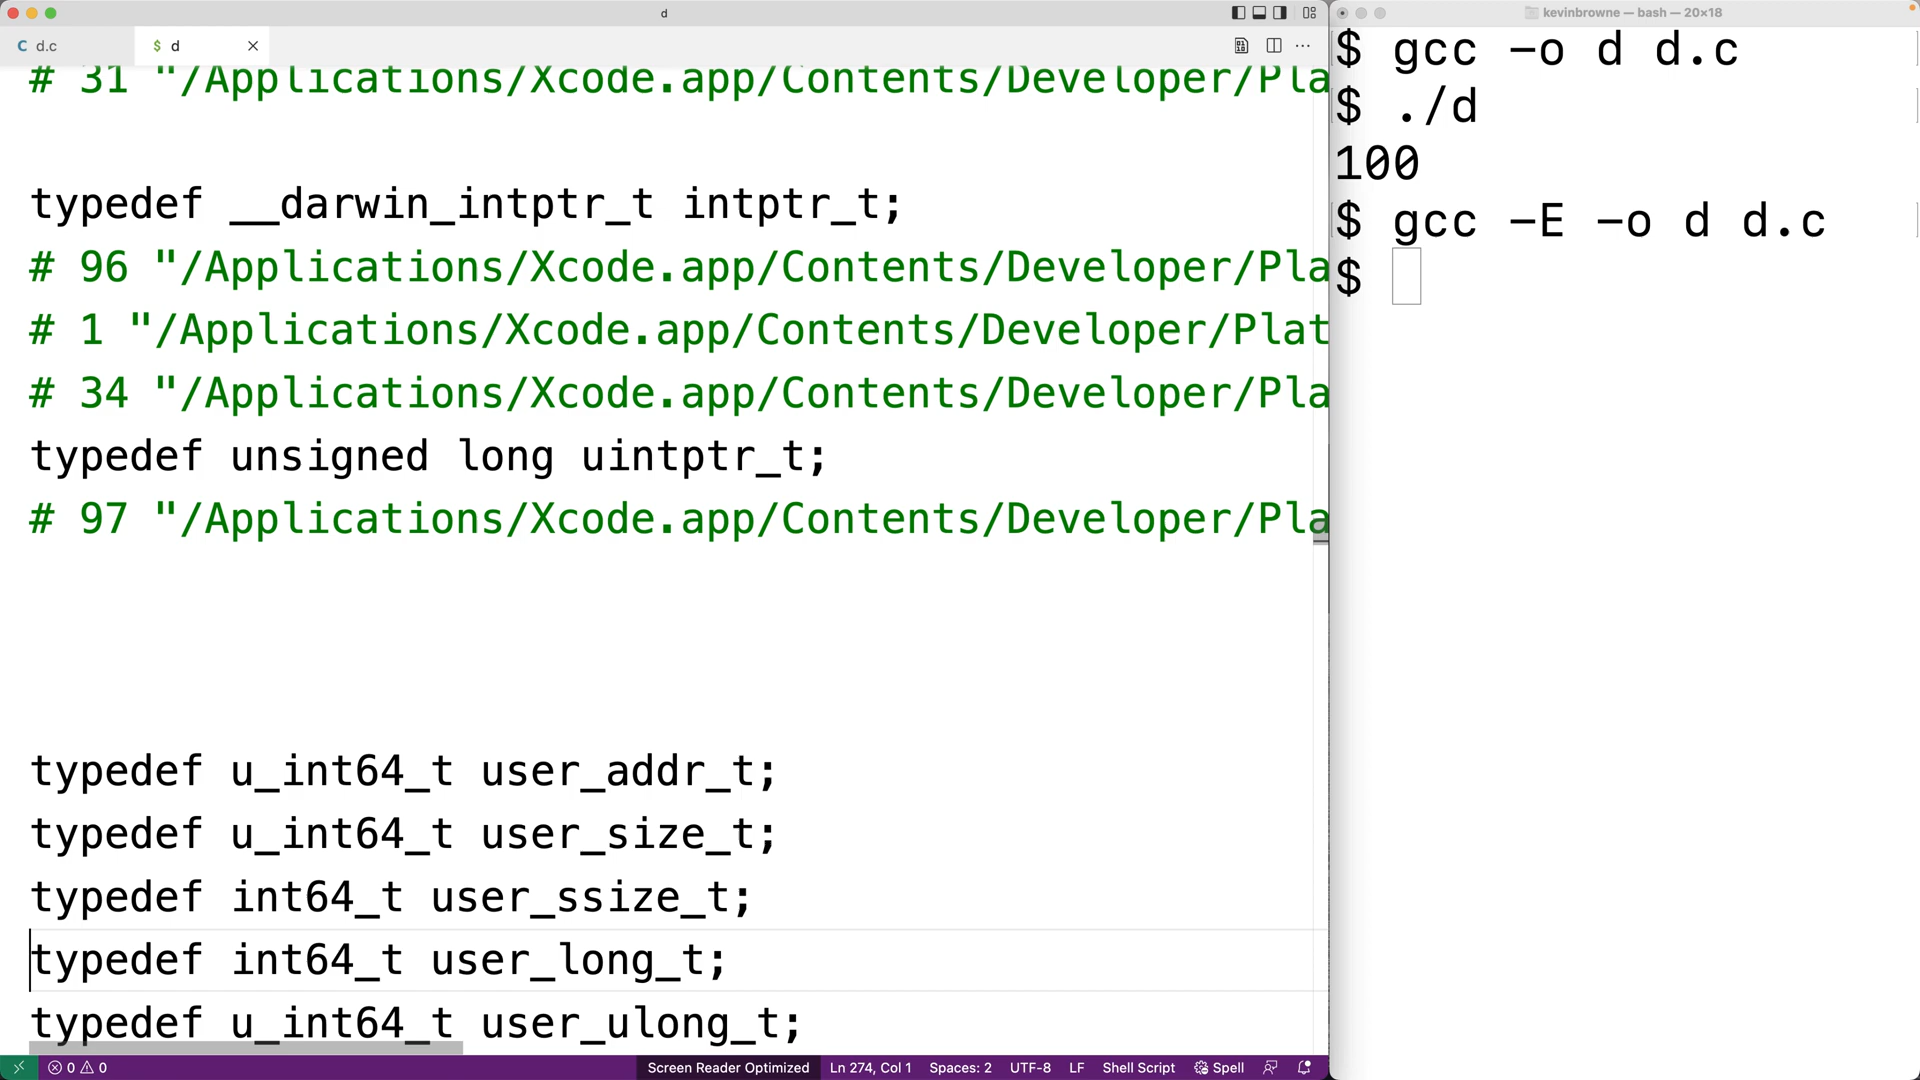 d
kevinbrowne — bash — 20×18
C d.c
$ d
# 31 "/Applications/Xcode.app/Contents/Developer/Pla
typedef __darwin_intptr_t intptr_t;
# 96 "/Applications/Xcode.app/Contents/Developer/Pla
# 1 "/Applications/Xcode.app/Contents/Developer/Plat
# 34 "/Applications/Xcode.app/Contents/Developer/Pla
typedef unsigned long uintptr_t;
# 97 "/Applications/Xcode.app/Contents/Developer/Pla
typedef u_int64_t user_addr_t;
typedef u_int64_t user_size_t;
typedef int64_t user_ssize_t;
typedef int64_t user_long_t;
typedef u_int64_t user_ulong_t;
$ gcc -o d d.c
$ ./d
100
$ gcc -E -o d d.c
$
0 0
Screen Reader Optimized
Ln 274, Col 1
Spaces: 2
UTF-8
LF
Shell Script
Spell